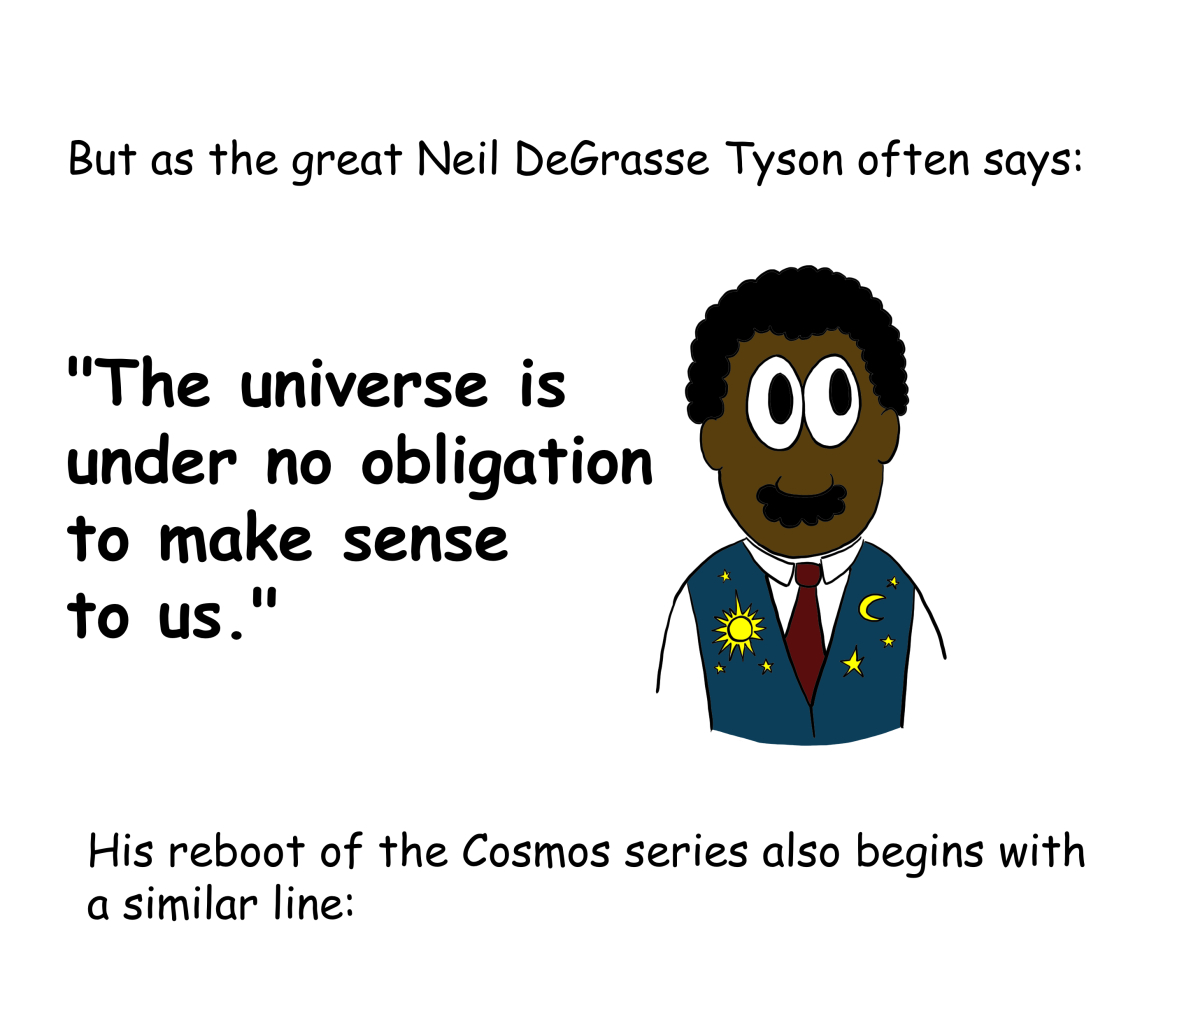 But as the great Neil DeGrasse Tyson often says:
"The universe is
under no obligation
to make sense
to us."
His reboot of the Cosmos series also begins with
a similar line: